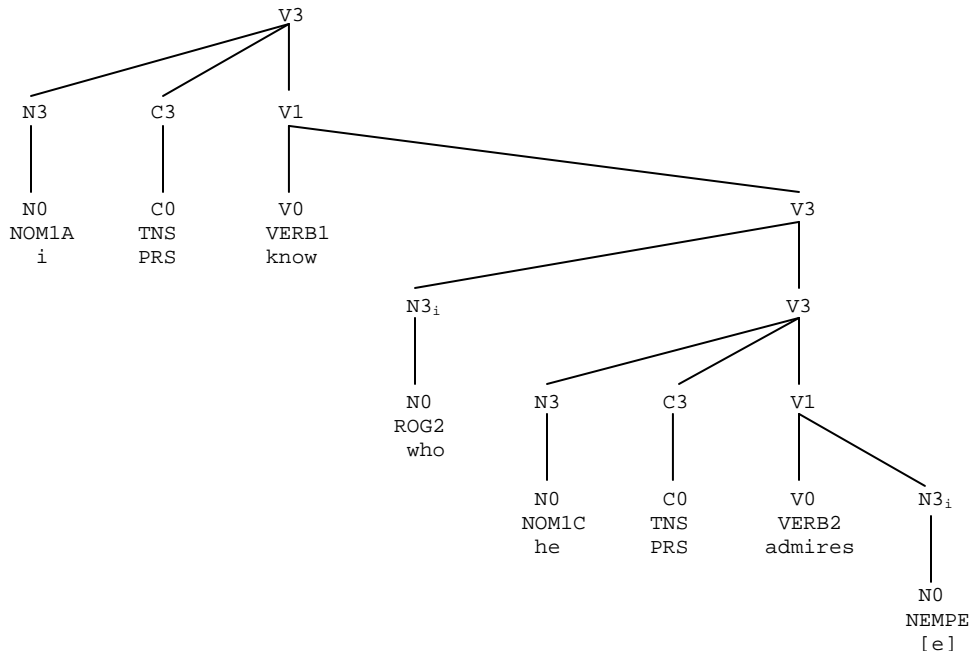 V3
N3 C3 V1
N0 C0 V0 V3
NOM1A TNS VERB1
i PRS know
N3i V3
N0 N3 C3 V1
ROG2
who
N0 C0 V0 N3i
NOM1C TNS VERB2
he PRS admires
N0
NEMPE
[e]